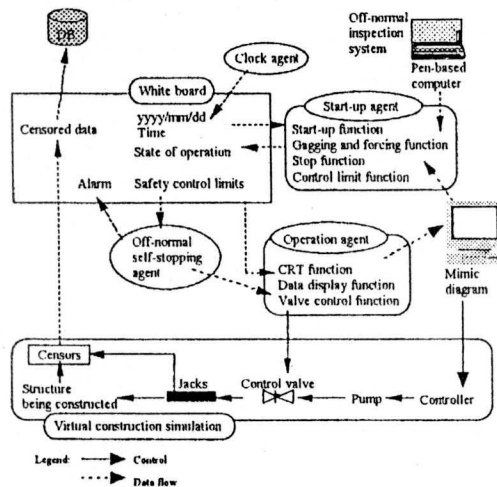 DB
Off-normal
inspection
system
Pen-based
computer
Clock agent
White board
yyyy/mm/dd
Time
Censored data
State of operation
Alarm
Safety control limits
Start-up agent
Start-up function
Gagging and forcing function
Stop function
Control limit function
Off-normal
self-stopping
agent
Operation agent
CRT function
Data display function
Valve control function
Mimic
diagram
Censors
Structure
being constructed
Jacks
Control valve
Pump
Controller
Virtual construction simulation
Legend:
Control
Data flow